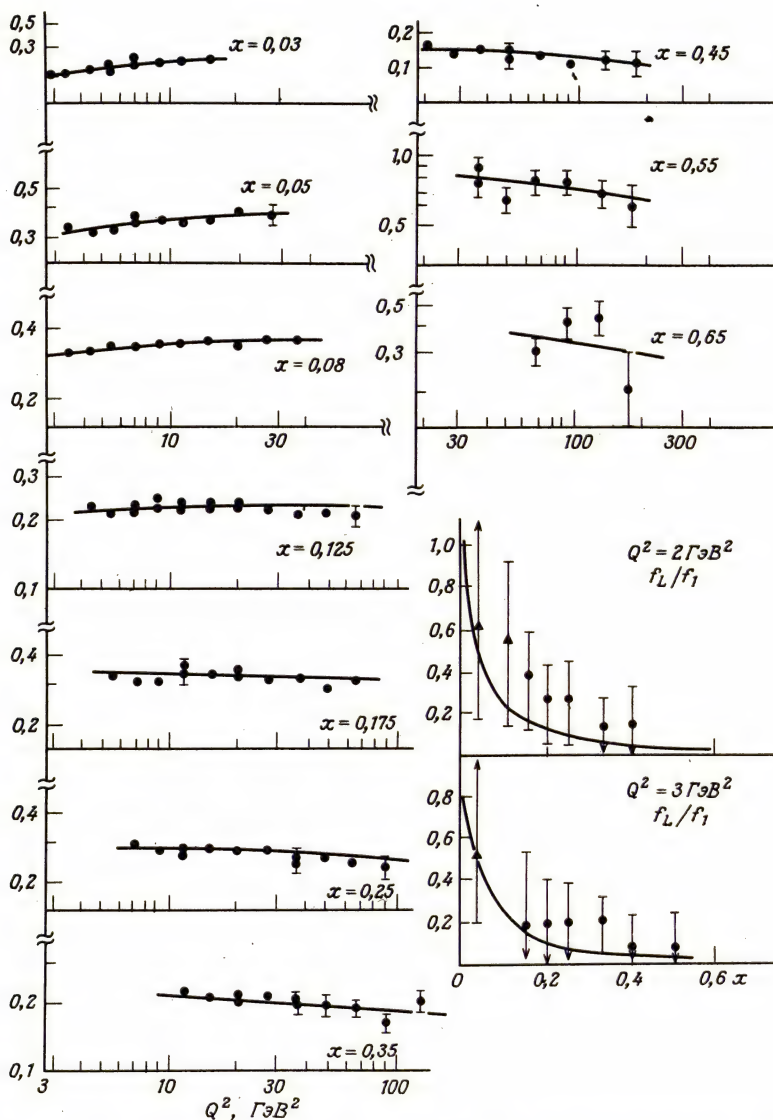 0,5
0,3
x = 0,03
0,5
0,3
x = 0,05
0,4
0,2
x = 0,08
10
30
0,3
0,2
0,1
x = 0,125
0,4
0,2
x = 0,175
0,4
0,2
x = 0,25
0,2
0,1
x = 0,35
3
10
30
100
Q², ГэВ²
0,2
0,1
x = 0,45
1,0
0,5
x = 0,55
0,5
0,3
x = 0,65
30
100
300
1,0
0,8
0,6
0,4
0,2
Q² = 2 ГэВ²
f_L/f_1
0,8
0,6
0,4
0,2
Q² = 3 ГэВ²
f_L/f_1
0
0,2
0,4
0,6
x